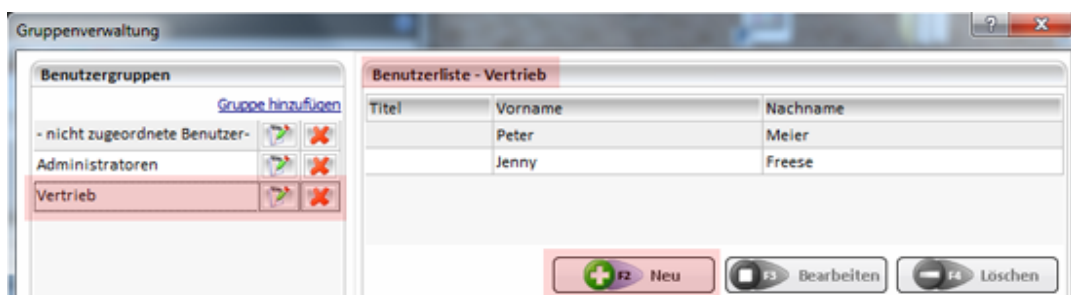 Gruppenverwaltung
?
Benutzergruppen
Gruppe hinzufügen
- nicht zugeordnete Benutzer-
Administratoren
Vertrieb
Benutzerliste - Vertrieb
Titel Vorname Nachname
Peter Meier
Jenny Freese
F2 Neu F3 Bearbeiten F4 Löschen